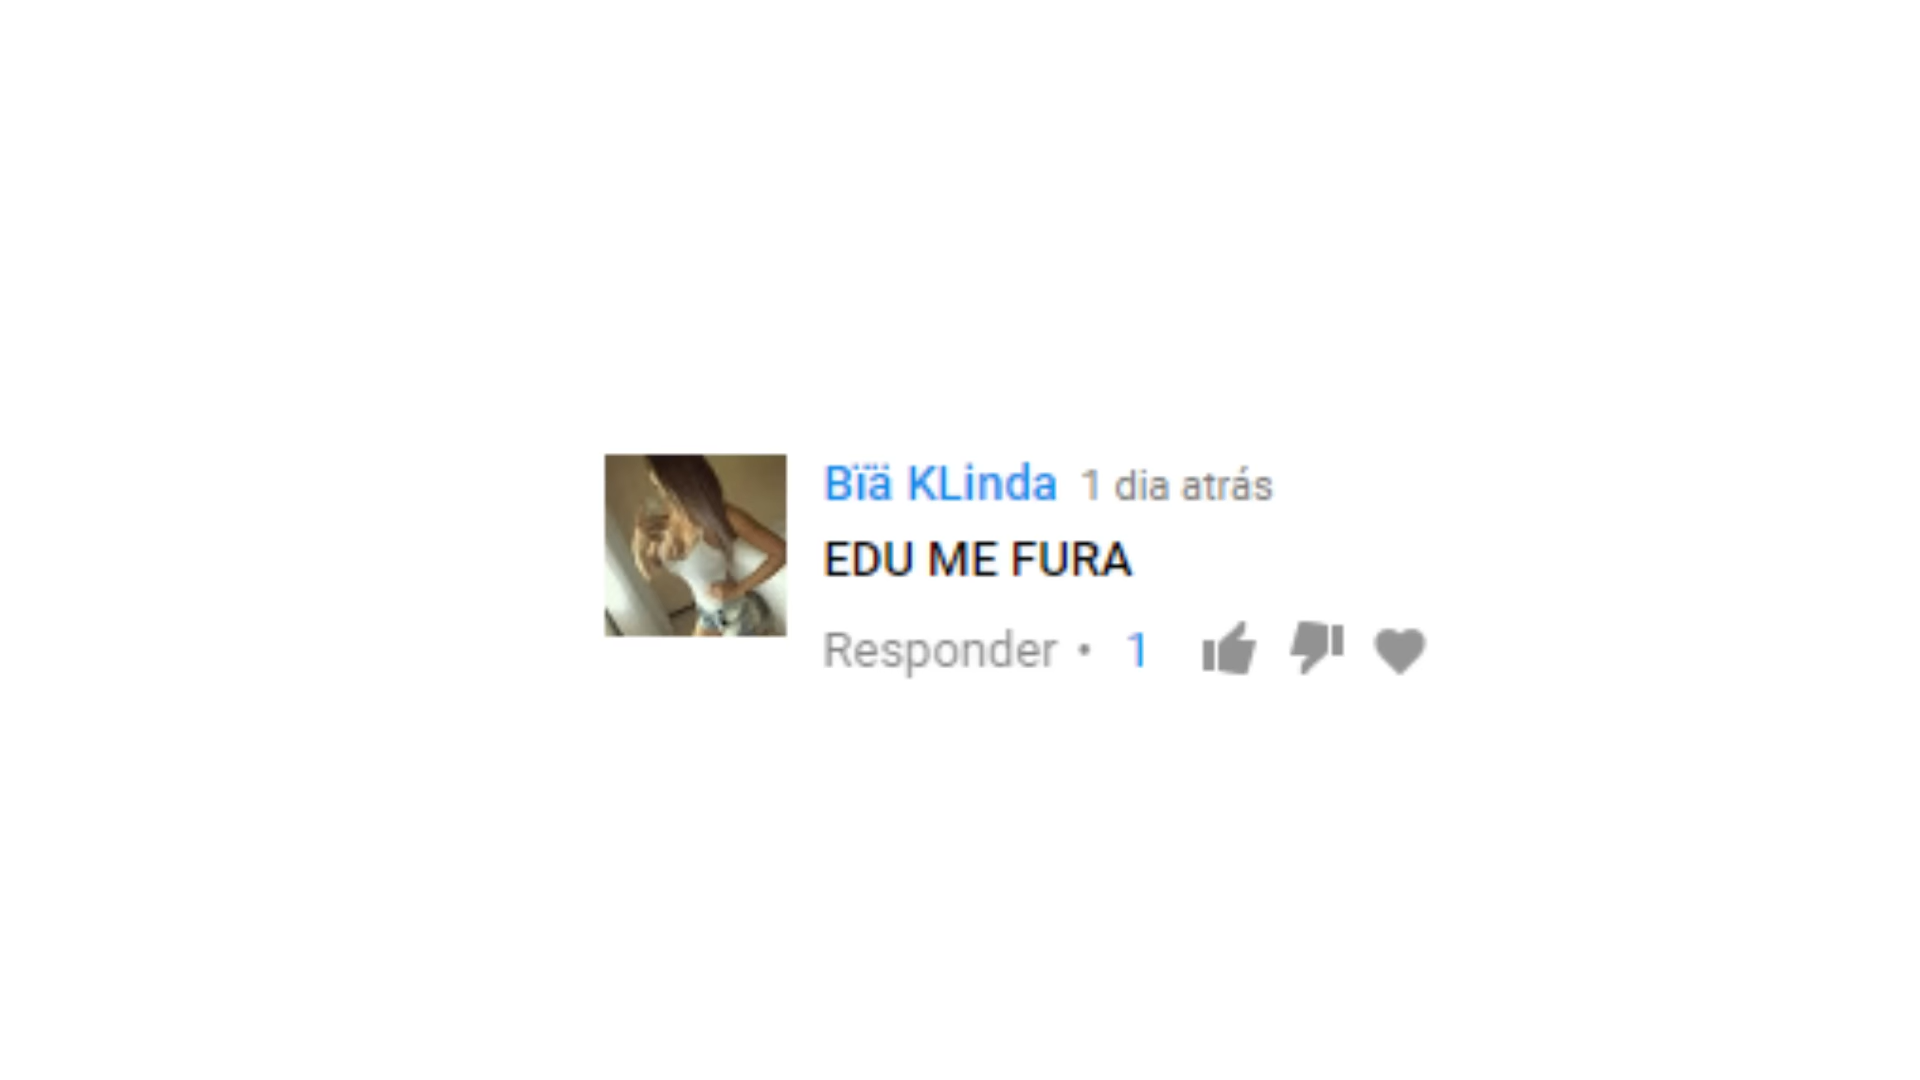 Bïä KLinda 1 dia atrás
EDU ME FURA
Responder • 1